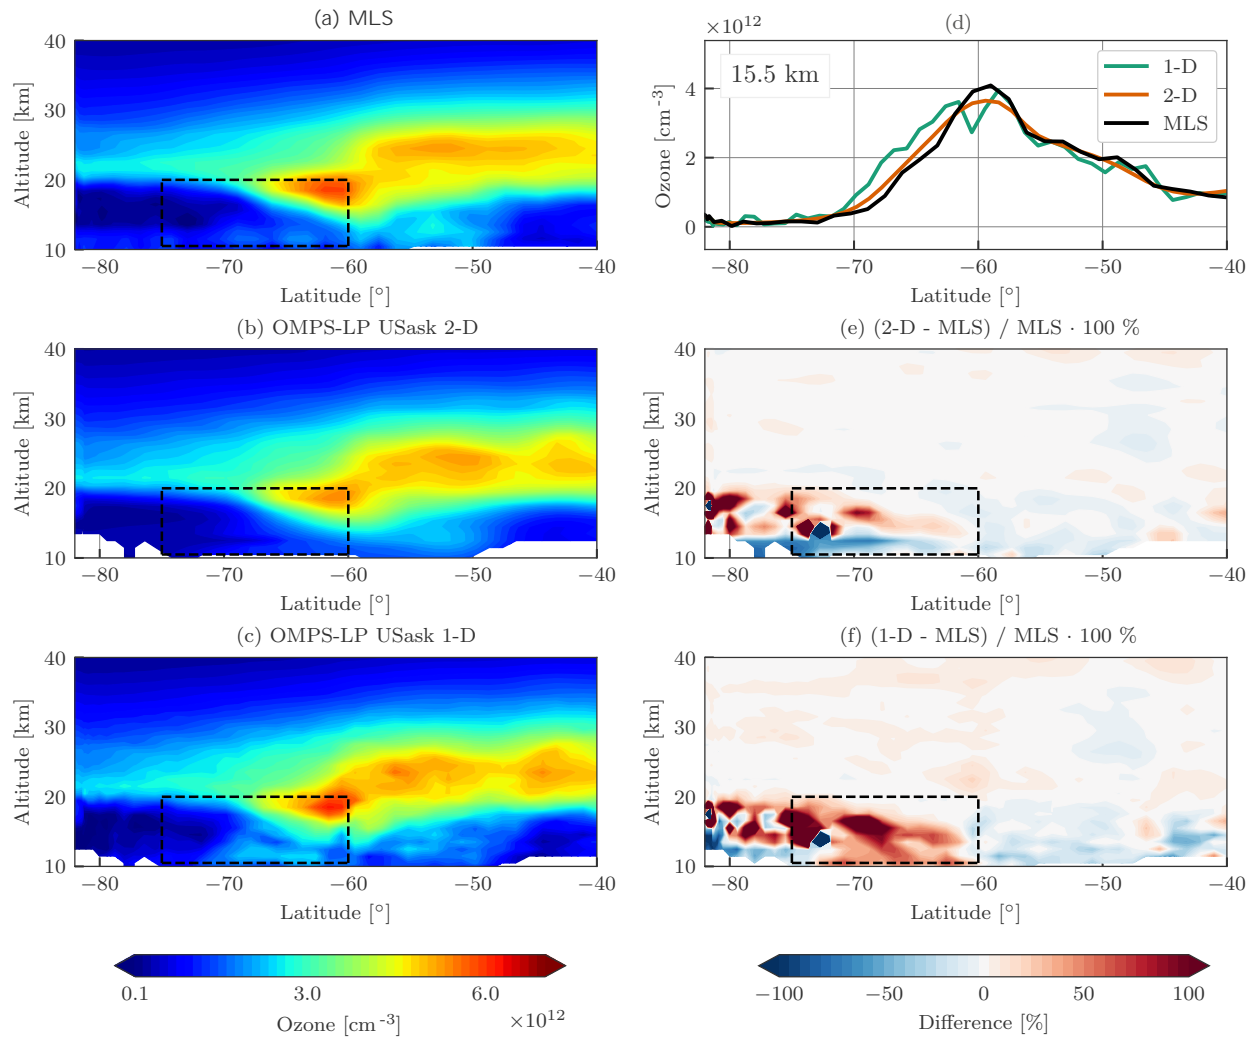 (a) MLS
40
30
20
10
Altitude [km]
−80
−70
−60
−50
−40
Latitude [°]
(d)
×10¹²
15.5 km
1-D
2-D
MLS
4
2
0
Ozone [cm⁻³]
−80
−70
−60
−50
−40
Latitude [°]
(b) OMPS-LP USask 2-D
40
30
20
10
Altitude [km]
−80
−70
−60
−50
−40
Latitude [°]
(e) (2-D - MLS) / MLS · 100 %
40
30
20
10
Altitude [km]
−80
−70
−60
−50
−40
Latitude [°]
(c) OMPS-LP USask 1-D
40
30
20
10
Altitude [km]
−80
−70
−60
−50
−40
Latitude [°]
(f) (1-D - MLS) / MLS · 100 %
40
30
20
10
Altitude [km]
−80
−70
−60
−50
−40
Latitude [°]
0.1
3.0
6.0
Ozone [cm⁻³]
×10¹²
−100
−50
0
50
100
Difference [%]